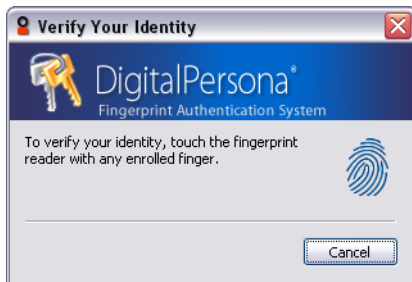 Verify Your Identity
DigitalPersona®
Fingerprint Authentication System
To verify your identity, touch the fingerprint
reader with any enrolled finger.
Cancel